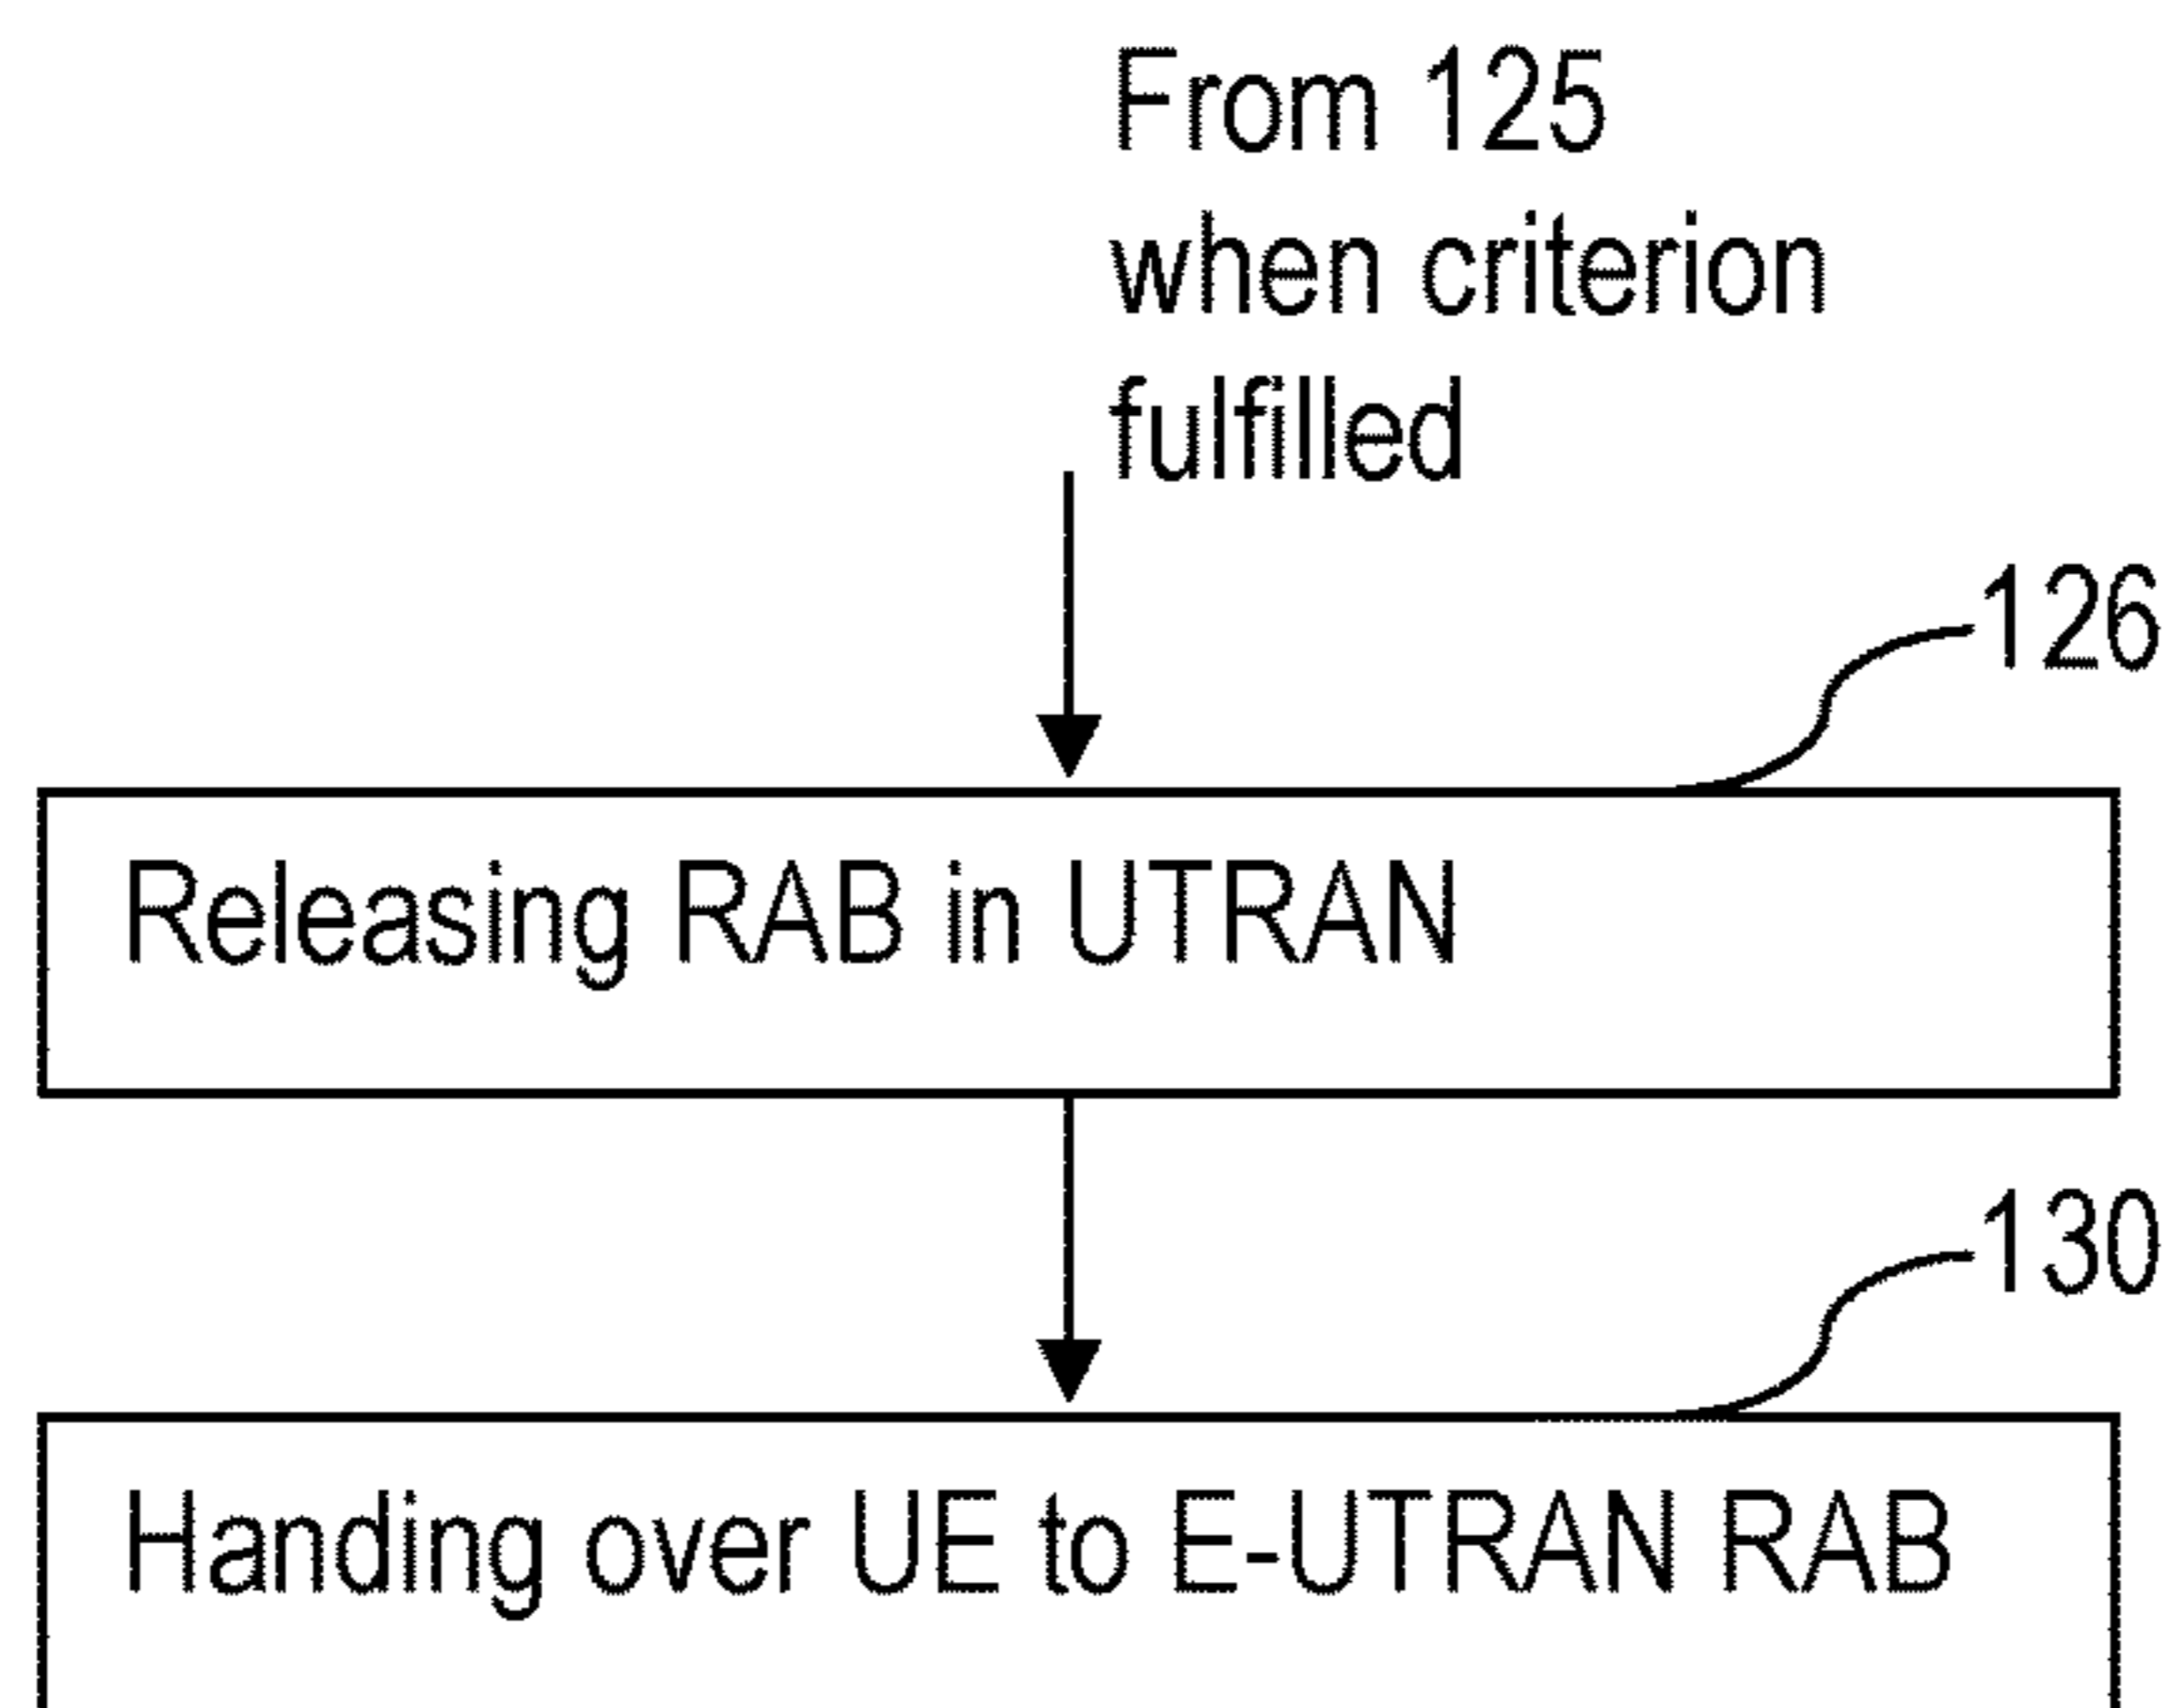 From 125
when criterion
fulfilled
126
Releasing RAB in UTRAN
130
Handing over UE to E-UTRAN RAB